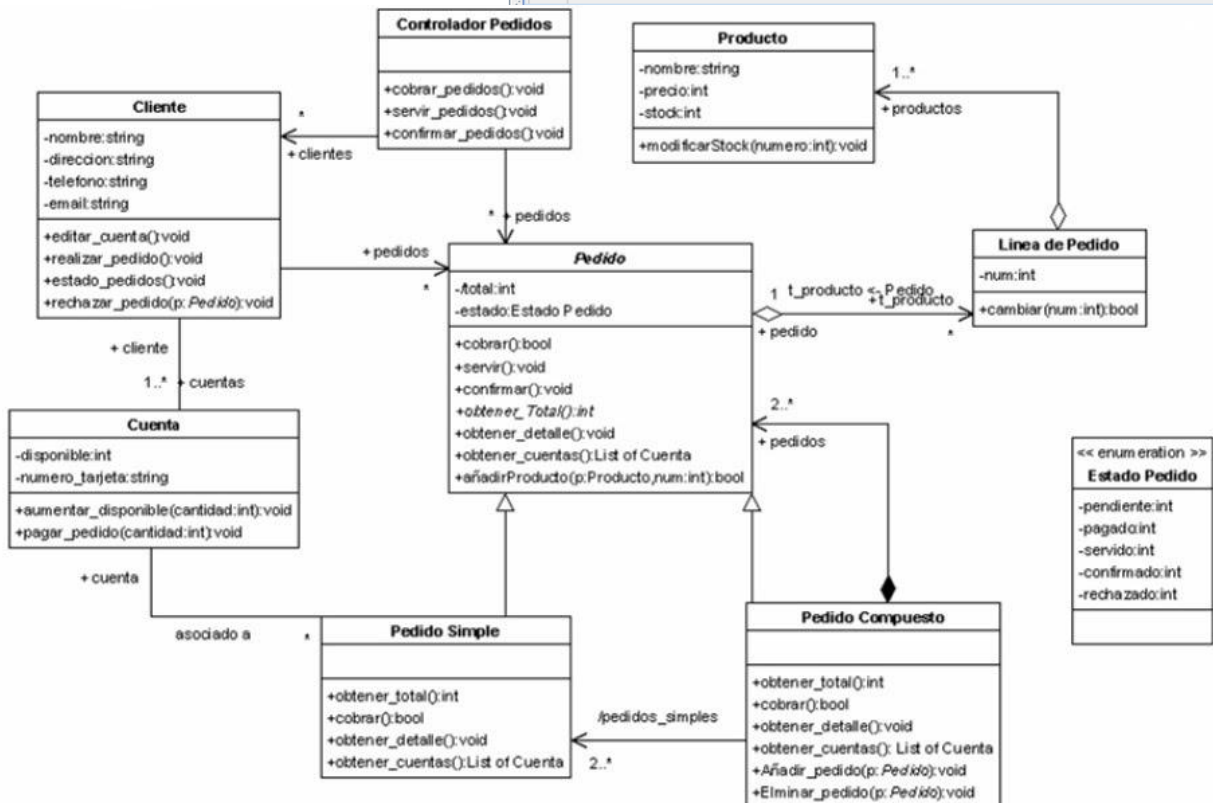 Controlador Pedidos
+cobrar_pedidos():void
+servir_pedidos():void
+confirmar_pedidos():void
Producto
-nombre:string
-precio:int
-stock:int
+modificarStock(numero:int):void
1..*
+ productos
Cliente
-nombre:string
-direccion:string
-telefono:string
-email:string
+editar_cuenta():void
+realizar_pedido():void
+estado_pedidos():void
+rechazar_pedido(p: Pedido):void
*
+ clientes
* + pedidos
+ pedidos
*
Pedido
-/total:int
-estado:Estado Pedido
+cobrar():bool
+servir():void
+confirmar():void
+obtener_Total():int
+obtener_detalle():void
+obtener_cuentas():List of Cuenta
+añadirProducto(p:Producto,num:int):bool
1 t_producto <- Pedido
+t_producto
+ pedido
*
Linea de Pedido
-num:int
+cambiar(num:int):bool
+ cliente
1..* + cuentas
Cuenta
-disponible:int
-numero_tarjeta:string
+aumentar_disponible(cantidad:int):void
+pagar_pedido(cantidad:int):void
2..*
+ pedidos
<< enumeration >>
Estado Pedido
-pendiente:int
-pagado:int
-servido:int
-confirmado:int
-rechazado:int
+ cuenta
asociado a
*
Pedido Simple
+obtener_total():int
+cobrar():bool
+obtener_detalle():void
+obtener_cuentas():List of Cuenta
/pedidos_simples
2..*
Pedido Compuesto
+obtener_total():int
+cobrar():bool
+obtener_detalle():void
+obtener_cuentas(): List of Cuenta
+Añadir_pedido(p: Pedido):void
+Elminar_pedido(p: Pedido):void